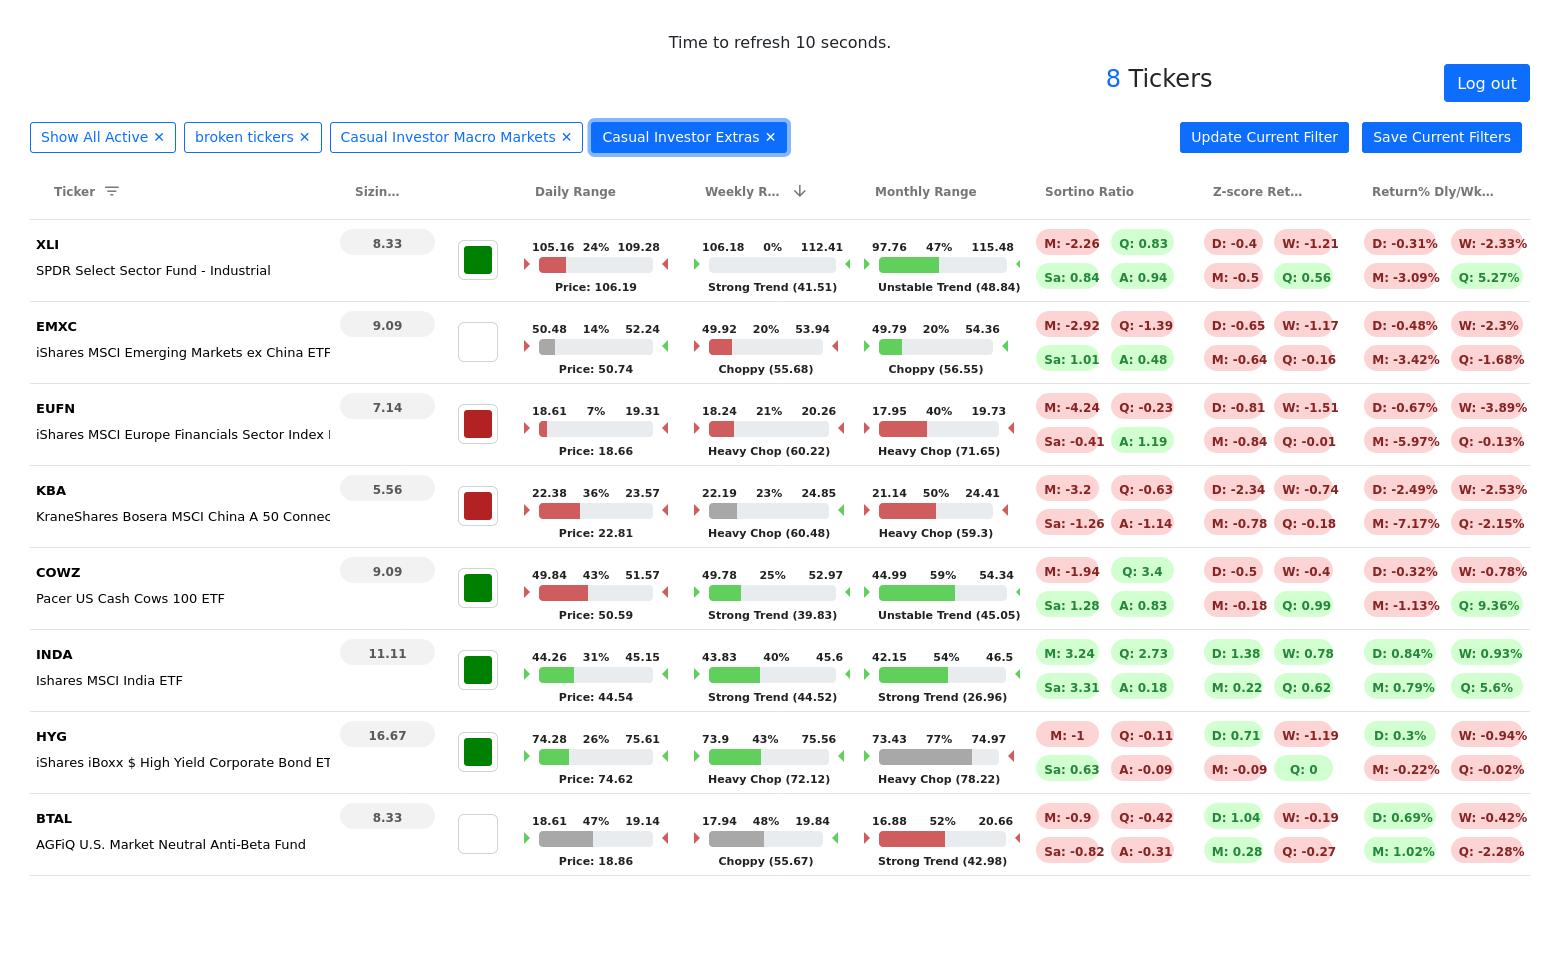 Time to refresh 10 seconds.
8 Tickers
Log out
Show All Active ✕ broken tickers ✕ Casual Investor Macro Markets ✕ Casual Investor Extras ✕ Update Current Filter Save Current Filters
Ticker Sizin... Daily Range Weekly R... Monthly Range Sortino Ratio Z-score Ret... Return% Dly/Wk...
XLI 8.33 105.16 24% 109.28 106.18 0% 112.41 97.76 47% 115.48 M: -2.26 Q: 0.83 D: -0.4 W: -1.21 D: -0.31% W: -2.33%
SPDR Select Sector Fund - Industrial Sa: 0.84 A: 0.94 M: -0.5 Q: 0.56 M: -3.09% Q: 5.27%
Price: 106.19 Strong Trend (41.51) Unstable Trend (48.84)
EMXC 9.09 50.48 14% 52.24 49.92 20% 53.94 49.79 20% 54.36 M: -2.92 Q: -1.39 D: -0.65 W: -1.17 D: -0.48% W: -2.3%
iShares MSCI Emerging Markets ex China ETF Sa: 1.01 A: 0.48 M: -0.64 Q: -0.16 M: -3.42% Q: -1.68%
Price: 50.74 Choppy (55.68) Choppy (56.55)
EUFN 7.14 18.61 7% 19.31 18.24 21% 20.26 17.95 40% 19.73 M: -4.24 Q: -0.23 D: -0.81 W: -1.51 D: -0.67% W: -3.89%
iShares MSCI Europe Financials Sector Index Sa: -0.41 A: 1.19 M: -0.84 Q: -0.01 M: -5.97% Q: -0.13%
Price: 18.66 Heavy Chop (60.22) Heavy Chop (71.65)
KBA 5.56 22.38 36% 23.57 22.19 23% 24.85 21.14 50% 24.41 M: -3.2 Q: -0.63 D: -2.34 W: -0.74 D: -2.49% W: -2.53%
KraneShares Bosera MSCI China A 50 Connec Sa: -1.26 A: -1.14 M: -0.78 Q: -0.18 M: -7.17% Q: -2.15%
Price: 22.81 Heavy Chop (60.48) Heavy Chop (59.3)
COWZ 9.09 49.84 43% 51.57 49.78 25% 52.97 44.99 59% 54.34 M: -1.94 Q: 3.4 D: -0.5 W: -0.4 D: -0.32% W: -0.78%
Pacer US Cash Cows 100 ETF Sa: 1.28 A: 0.83 M: -0.18 Q: 0.99 M: -1.13% Q: 9.36%
Price: 50.59 Strong Trend (39.83) Unstable Trend (45.05)
INDA 11.11 44.26 31% 45.15 43.83 40% 45.6 42.15 54% 46.5 M: 3.24 Q: 2.73 D: 1.38 W: 0.78 D: 0.84% W: 0.93%
Ishares MSCI India ETF Sa: 3.31 A: 0.18 M: 0.22 Q: 0.62 M: 0.79% Q: 5.6%
Price: 44.54 Strong Trend (44.52) Strong Trend (26.96)
HYG 16.67 74.28 26% 75.61 73.9 43% 75.56 73.43 77% 74.97 M: -1 Q: -0.11 D: 0.71 W: -1.19 D: 0.3% W: -0.94%
iShares iBoxx $ High Yield Corporate Bond ET Sa: 0.63 A: -0.09 M: -0.09 Q: 0 M: -0.22% Q: -0.02%
Price: 74.62 Heavy Chop (72.12) Heavy Chop (78.22)
BTAL 8.33 18.61 47% 19.14 17.94 48% 19.84 16.88 52% 20.66 M: -0.9 Q: -0.42 D: 1.04 W: -0.19 D: 0.69% W: -0.42%
AGFiQ U.S. Market Neutral Anti-Beta Fund Sa: -0.82 A: -0.31 M: 0.28 Q: -0.27 M: 1.02% Q: -2.28%
Price: 18.86 Choppy (55.67) Strong Trend (42.98)